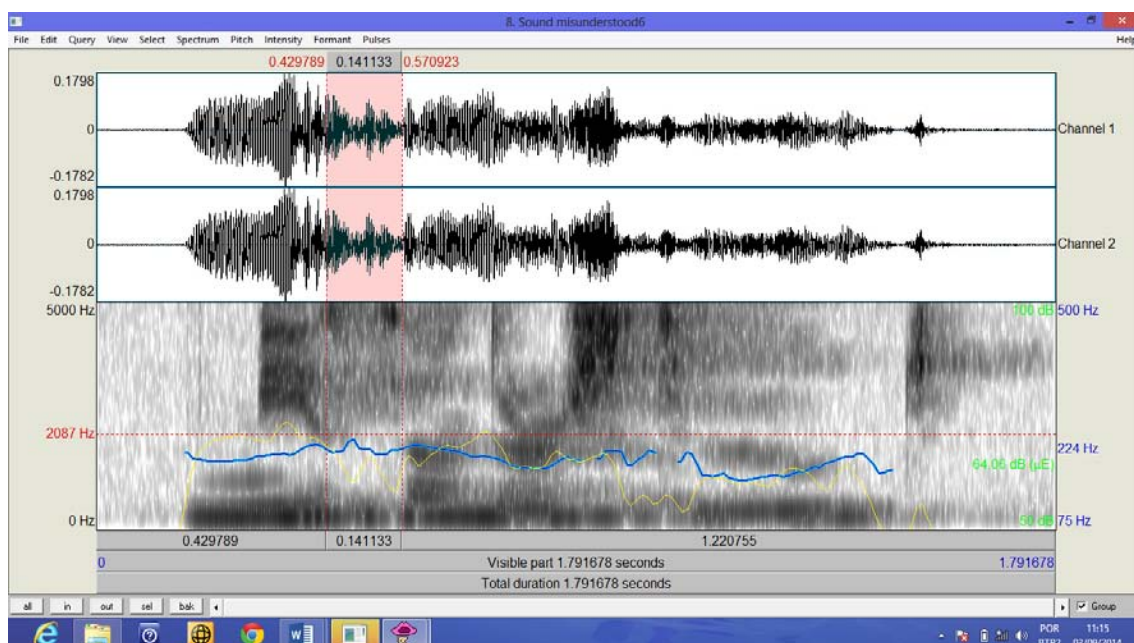 8. Sound misunderstood6
File Edit Query View Select Spectrum Pitch Intensity Formant Pulses Help
0.429789 0.141133 0.570923
0.1798
0
-0.1782
Channel 1
0.1798
0
-0.1782
Channel 2
5000 Hz 100 dB 500 Hz
2087 Hz 224 Hz
64.06 dB (µE)
0 Hz 50 dB 75 Hz
0.429789 0.141133 1.220755
0 Visible part 1.791678 seconds 1.791678
Total duration 1.791678 seconds
all in out sel bak Group
POR 11:15
PTB2 03/09/2014